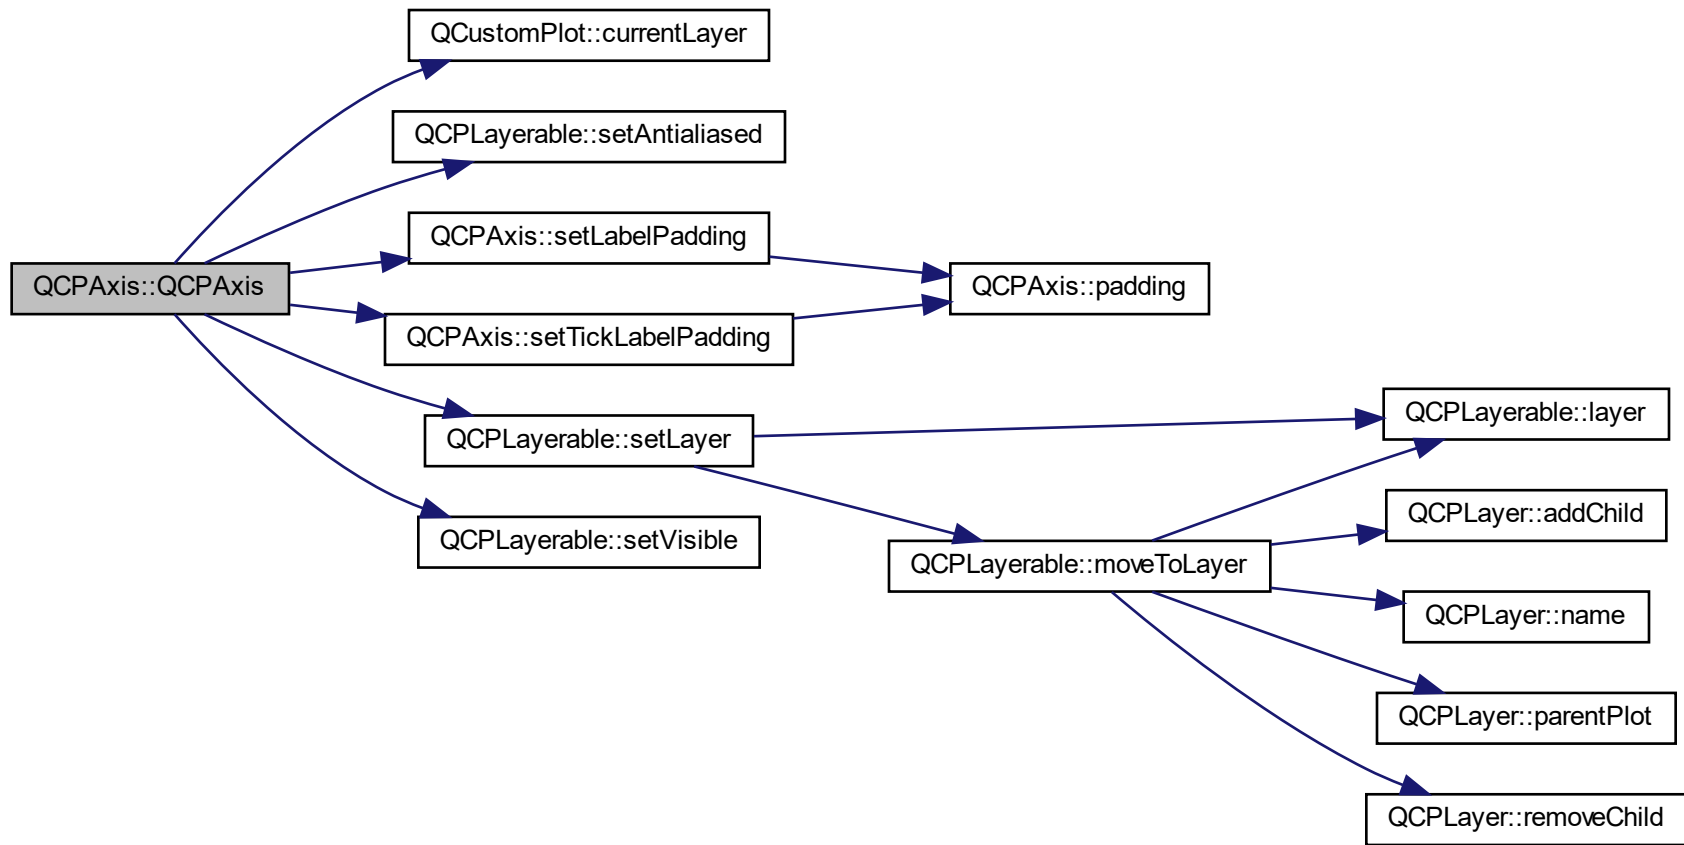 QCustomPlot::currentLayer
QCPLayerable::setAntialiased
QCPAxis::setLabelPadding
QCPAxis::QCPAxis
QCPAxis::padding
QCPAxis::setTickLabelPadding
QCPLayerable::layer
QCPLayerable::setLayer
QCPLayer::addChild
QCPLayerable::setVisible
QCPLayerable::moveToLayer
QCPLayer::name
QCPLayer::parentPlot
QCPLayer::removeChild